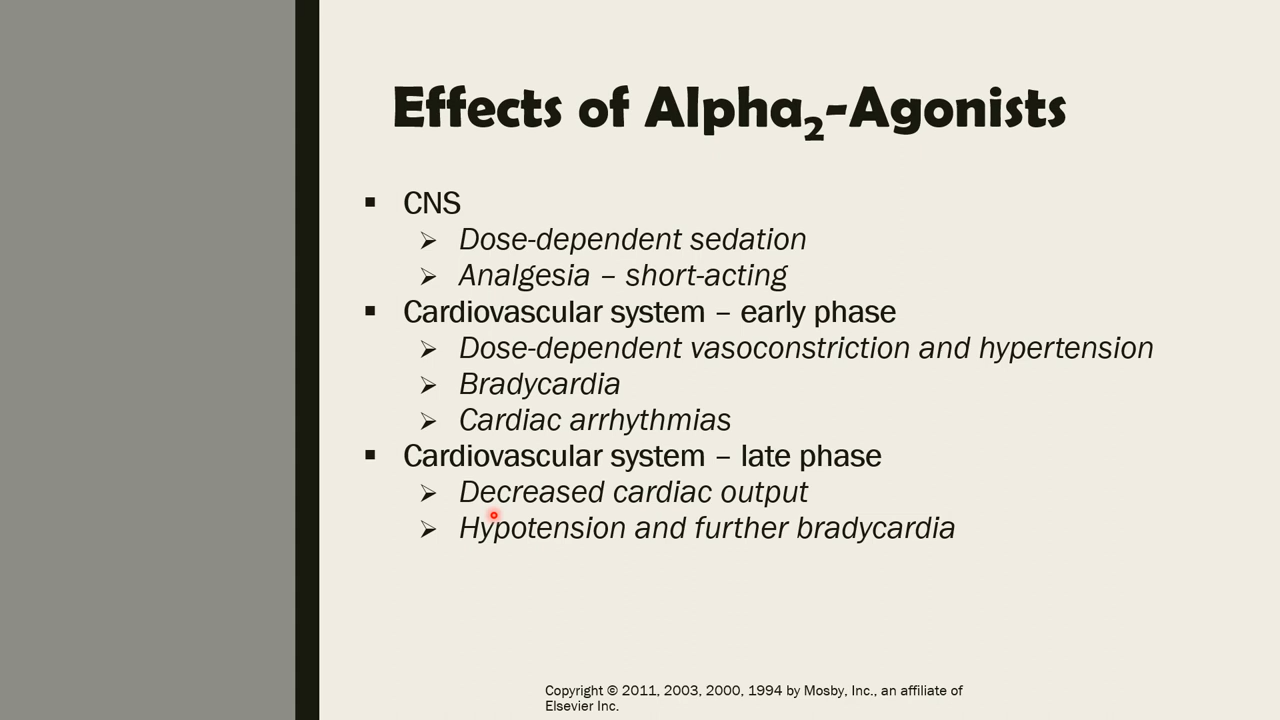 Effects of Alpha₂-Agonists
▪ CNS
➢ Dose-dependent sedation
➢ Analgesia – short-acting
▪ Cardiovascular system – early phase
➢ Dose-dependent vasoconstriction and hypertension
➢ Bradycardia
➢ Cardiac arrhythmias
▪ Cardiovascular system – late phase
➢ Decreased cardiac output
➢ Hypotension and further bradycardia
Copyright © 2011, 2003, 2000, 1994 by Mosby, Inc., an affiliate of
Elsevier Inc.